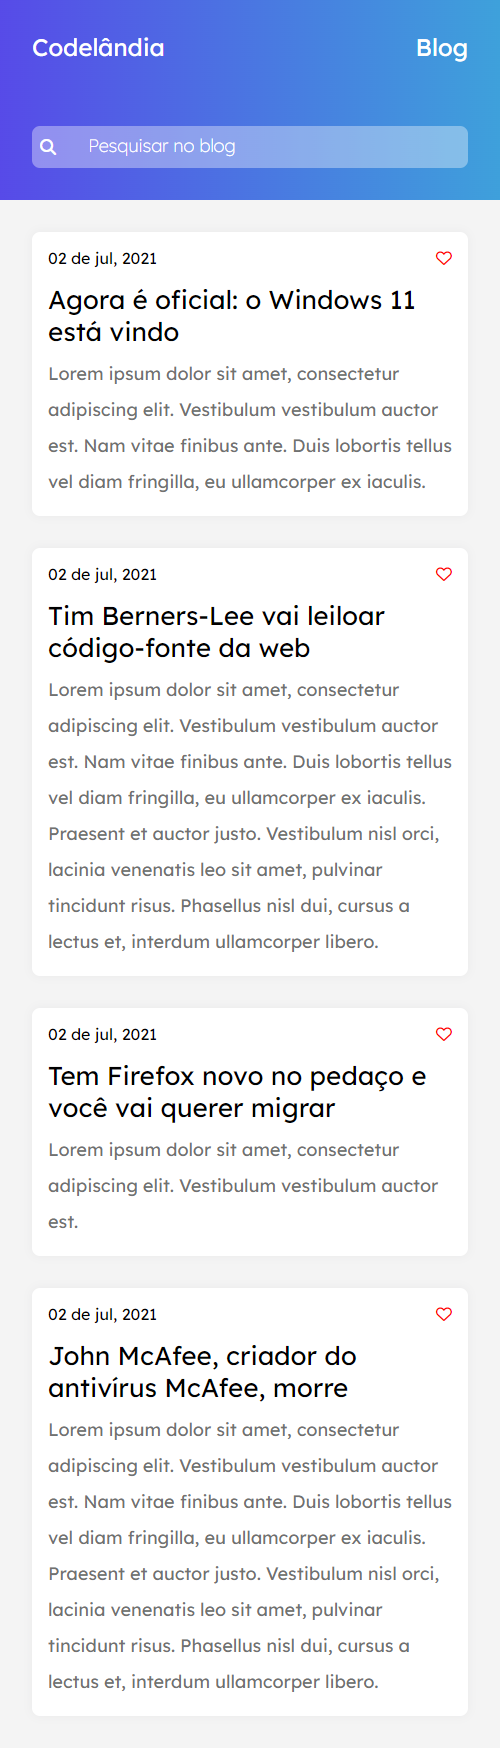 Codelândia
Blog
Pesquisar no blog
02 de jul, 2021
Agora é oficial: o Windows 11
está vindo
Lorem ipsum dolor sit amet, consectetur
adipiscing elit. Vestibulum vestibulum auctor
est. Nam vitae finibus ante. Duis lobortis tellus
vel diam fringilla, eu ullamcorper ex iaculis.
02 de jul, 2021
Tim Berners-Lee vai leiloar
código-fonte da web
Lorem ipsum dolor sit amet, consectetur
adipiscing elit. Vestibulum vestibulum auctor
est. Nam vitae finibus ante. Duis lobortis tellus
vel diam fringilla, eu ullamcorper ex iaculis.
Praesent et auctor justo. Vestibulum nisl orci,
lacinia venenatis leo sit amet, pulvinar
tincidunt risus. Phasellus nisl dui, cursus a
lectus et, interdum ullamcorper libero.
02 de jul, 2021
Tem Firefox novo no pedaço e
você vai querer migrar
Lorem ipsum dolor sit amet, consectetur
adipiscing elit. Vestibulum vestibulum auctor
est.
02 de jul, 2021
John McAfee, criador do
antivírus McAfee, morre
Lorem ipsum dolor sit amet, consectetur
adipiscing elit. Vestibulum vestibulum auctor
est. Nam vitae finibus ante. Duis lobortis tellus
vel diam fringilla, eu ullamcorper ex iaculis.
Praesent et auctor justo. Vestibulum nisl orci,
lacinia venenatis leo sit amet, pulvinar
tincidunt risus. Phasellus nisl dui, cursus a
lectus et, interdum ullamcorper libero.